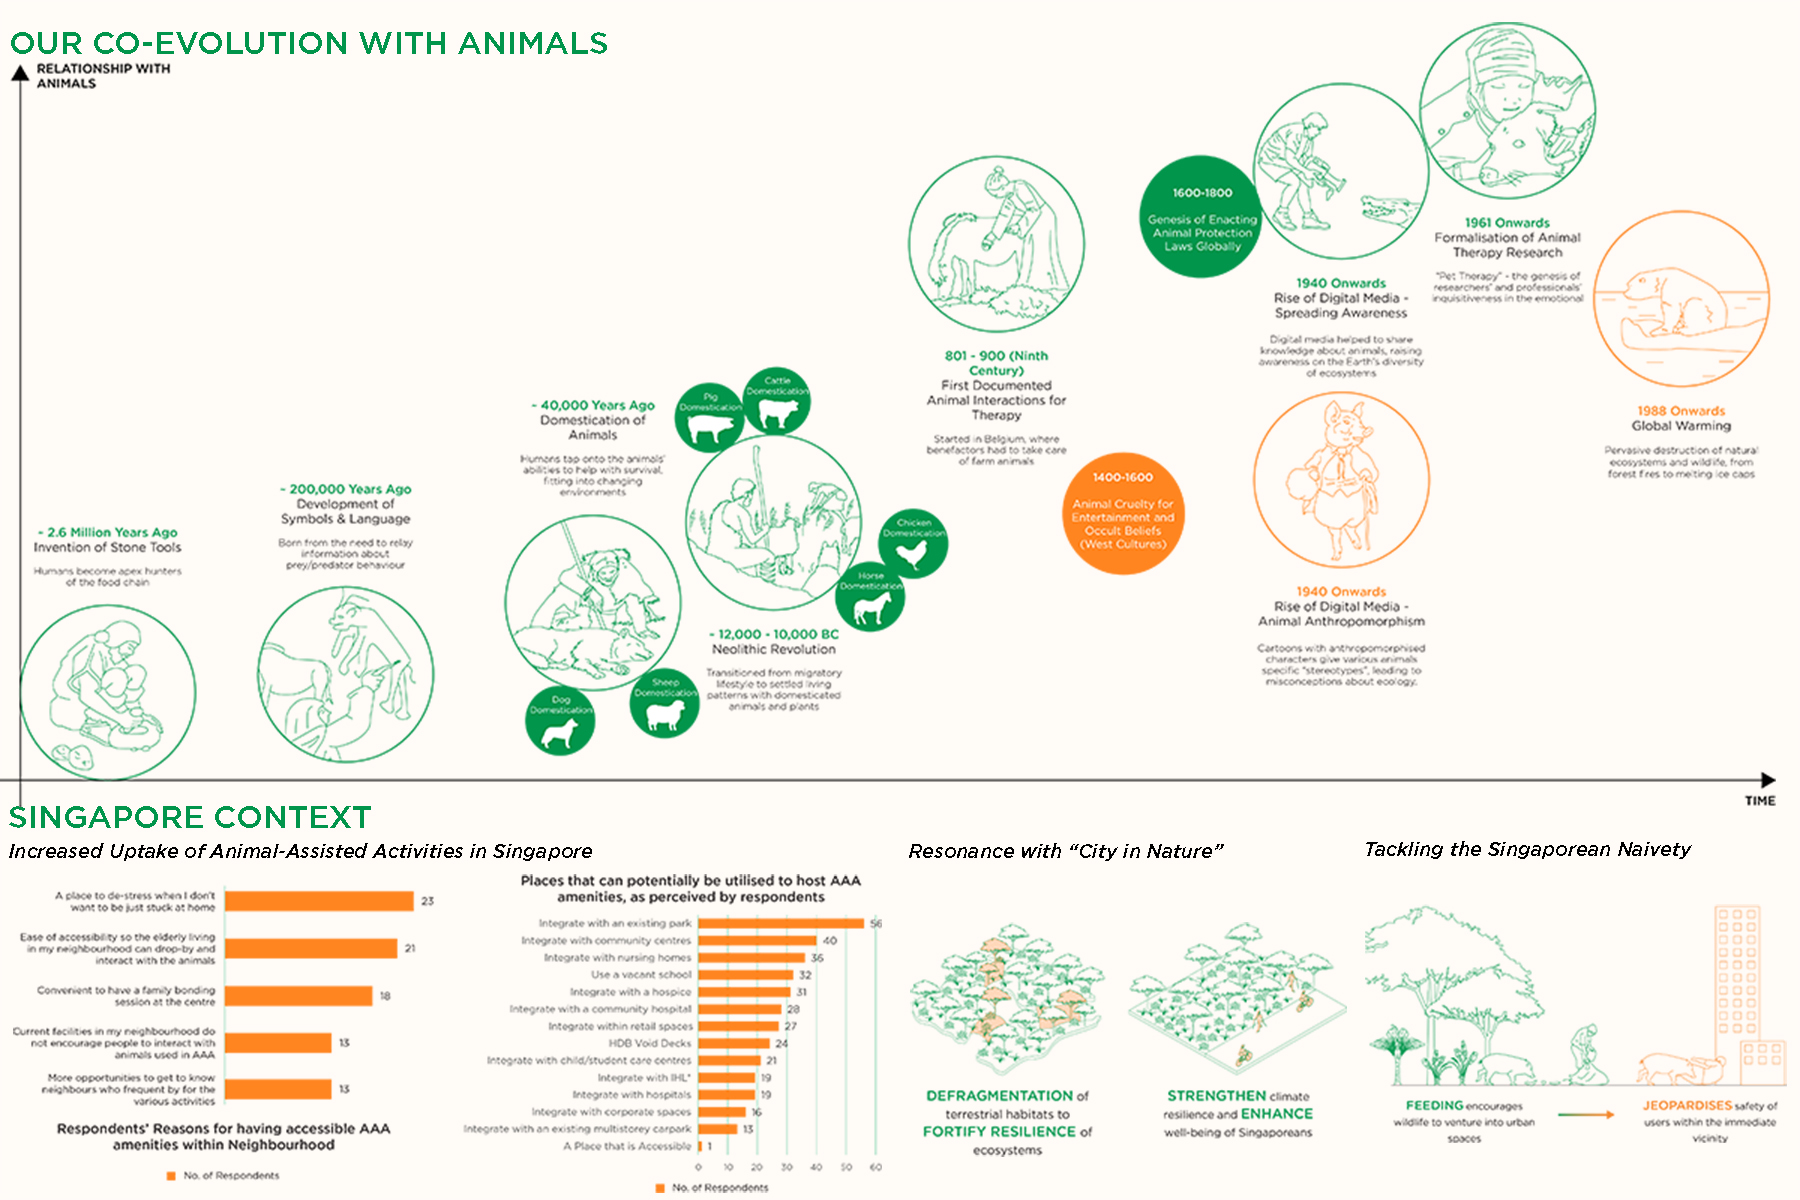 OUR CO-EVOLUTION WITH ANIMALS
RELATIONSHIP WITH
ANIMALS
~ 2.6 Million Years Ago
Invention of Stone Tools
Humans become apex hunters
of the food chain
~ 200,000 Years Ago
Development of
Symbols & Language
Born from the need to relay
information about
prey/predator behaviour
~ 40,000 Years Ago
Domestication of
Animals
Humans tap onto the animals'
abilities to help with survival,
fitting into changing
environments
Dog
Domestication
Sheep
Domestication
Pig
Domestication
Cattle
Domestication
Chicken
Domestication
Horse
Domestication
~ 12,000 - 10,000 BC
Neolithic Revolution
Transitioned from migratory
lifestyle to settled living
patterns with domesticated
animals and plants
801 - 900 (Ninth
Century)
First Documented
Animal Interactions for
Therapy
Started in Belgium, where
benefactors had to take care
of farm animals
1400-1600
Animal Cruelty for
Entertainment and
Occult Beliefs
(West Cultures)
1600-1800
Genesis of Enacting
Animal Protection
Laws Globally
1940 Onwards
Rise of Digital Media -
Spreading Awareness
Digital media helped to share
knowledge about animals, raising
awareness on the Earth's diversity
of ecosystems
1940 Onwards
Rise of Digital Media -
Animal Anthropomorphism
Cartoons with anthropomorphised
characters give various animals
specific "stereotypes", leading to
misconceptions about ecology.
1961 Onwards
Formalisation of Animal
Therapy Research
"Pet Therapy" - the genesis of
researchers' and professionals'
inquisitiveness in the emotional
1988 Onwards
Global Warming
Pervasive destruction of natural
ecosystems and wildlife, from
forest fires to melting ice caps
TIME
SINGAPORE CONTEXT
Increased Uptake of Animal-Assisted Activities in Singapore
A place to de-stress when I don't
want to be just stuck at home
23
Ease of accessibility so the elderly living
in my neighbourhood can drop-by and
interact with the animals
21
Convenient to have a family bonding
session at the centre
18
Current facilities in my neighbourhood do
not encourage people to interact with
animals used in AAA
13
More opportunities to get to know
neighbours who frequent by for the
various activities
13
Respondents' Reasons for having accessible AAA
amenities within Neighbourhood
No. of Respondents
Places that can potentially be utilised to host AAA
amenities, as perceived by respondents
Integrate with an existing park 56
Integrate with community centres 40
Integrate with nursing homes 36
Use a vacant school 32
Integrate with a hospice 31
Integrate with a community hospital 28
Integrate within retail spaces 27
HDB Void Decks 24
Integrate with child/student care centres 21
Integrate with IHL* 19
Integrate with hospitals 19
Integrate with corporate spaces 16
Integrate with an existing multistorey carpark 13
A Place that is Accessible 1
0 10 20 30 40 50 60
No. of Respondents
Resonance with “City in Nature”
DEFRAGMENTATION of
terrestrial habitats to
FORTIFY RESILIENCE of
ecosystems
STRENGTHEN climate
resilience and ENHANCE
well-being of Singaporeans
Tackling the Singaporean Naivety
FEEDING encourages
wildlife to venture into urban
spaces
JEOPARDISES safety of
users within the immediate
vicinity